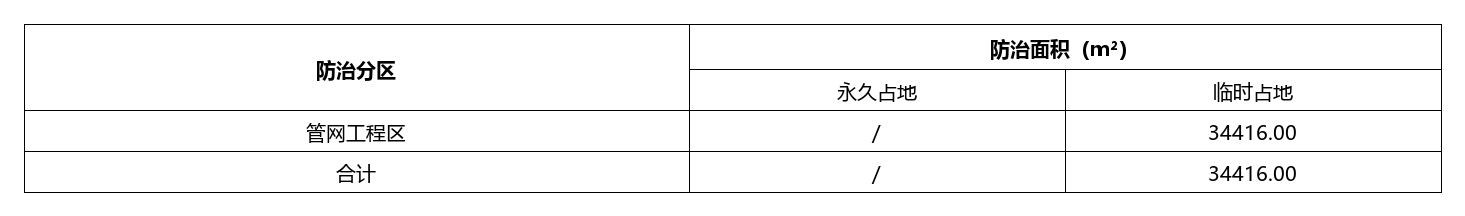 防治分区
防治面积（m²）
永久占地
临时占地
管网工程区
/
34416.00
合计
/
34416.00